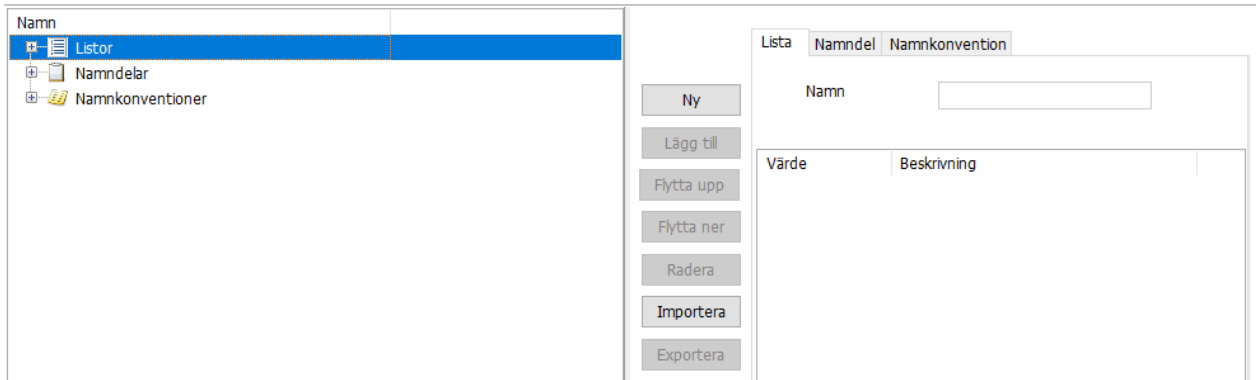 Namn
Listor
Namndelar
Namnkonventioner
Ny
Lägg till
Flytta upp
Flytta ner
Radera
Importera
Exportera
Lista Namndel Namnkonvention
Namn
Värde Beskrivning